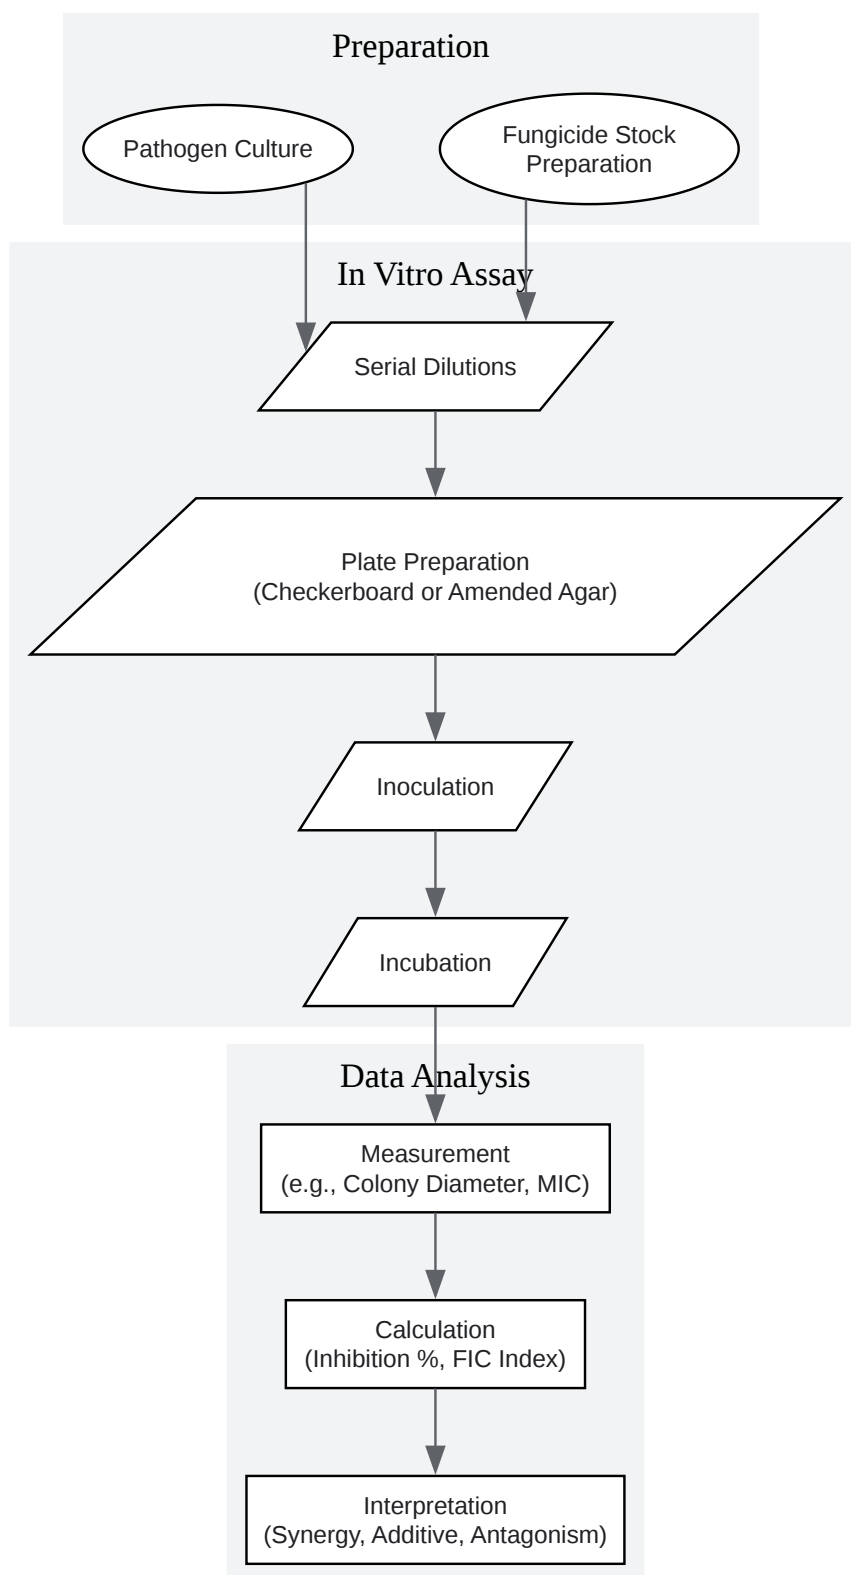 Preparation
Pathogen Culture
Fungicide Stock
Preparation
In Vitro Assay
Serial Dilutions
Plate Preparation
(Checkerboard or Amended Agar)
Inoculation
Incubation
Data Analysis
Measurement
(e.g., Colony Diameter, MIC)
Calculation
(Inhibition %, FIC Index)
Interpretation
(Synergy, Additive, Antagonism)